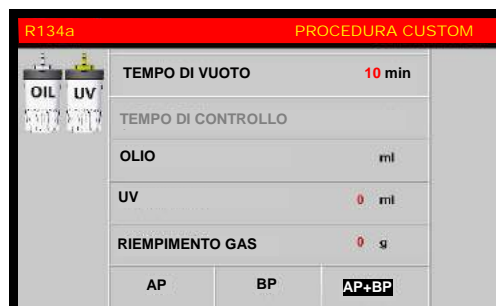 R134a PROCEDURA CUSTOM
OIL UV
TEMPO DI VUOTO 10 min
TEMPO DI CONTROLLO
OLIO ml
UV 0 ml
RIEMPIMENTO GAS 0 g
AP BP AP+BP